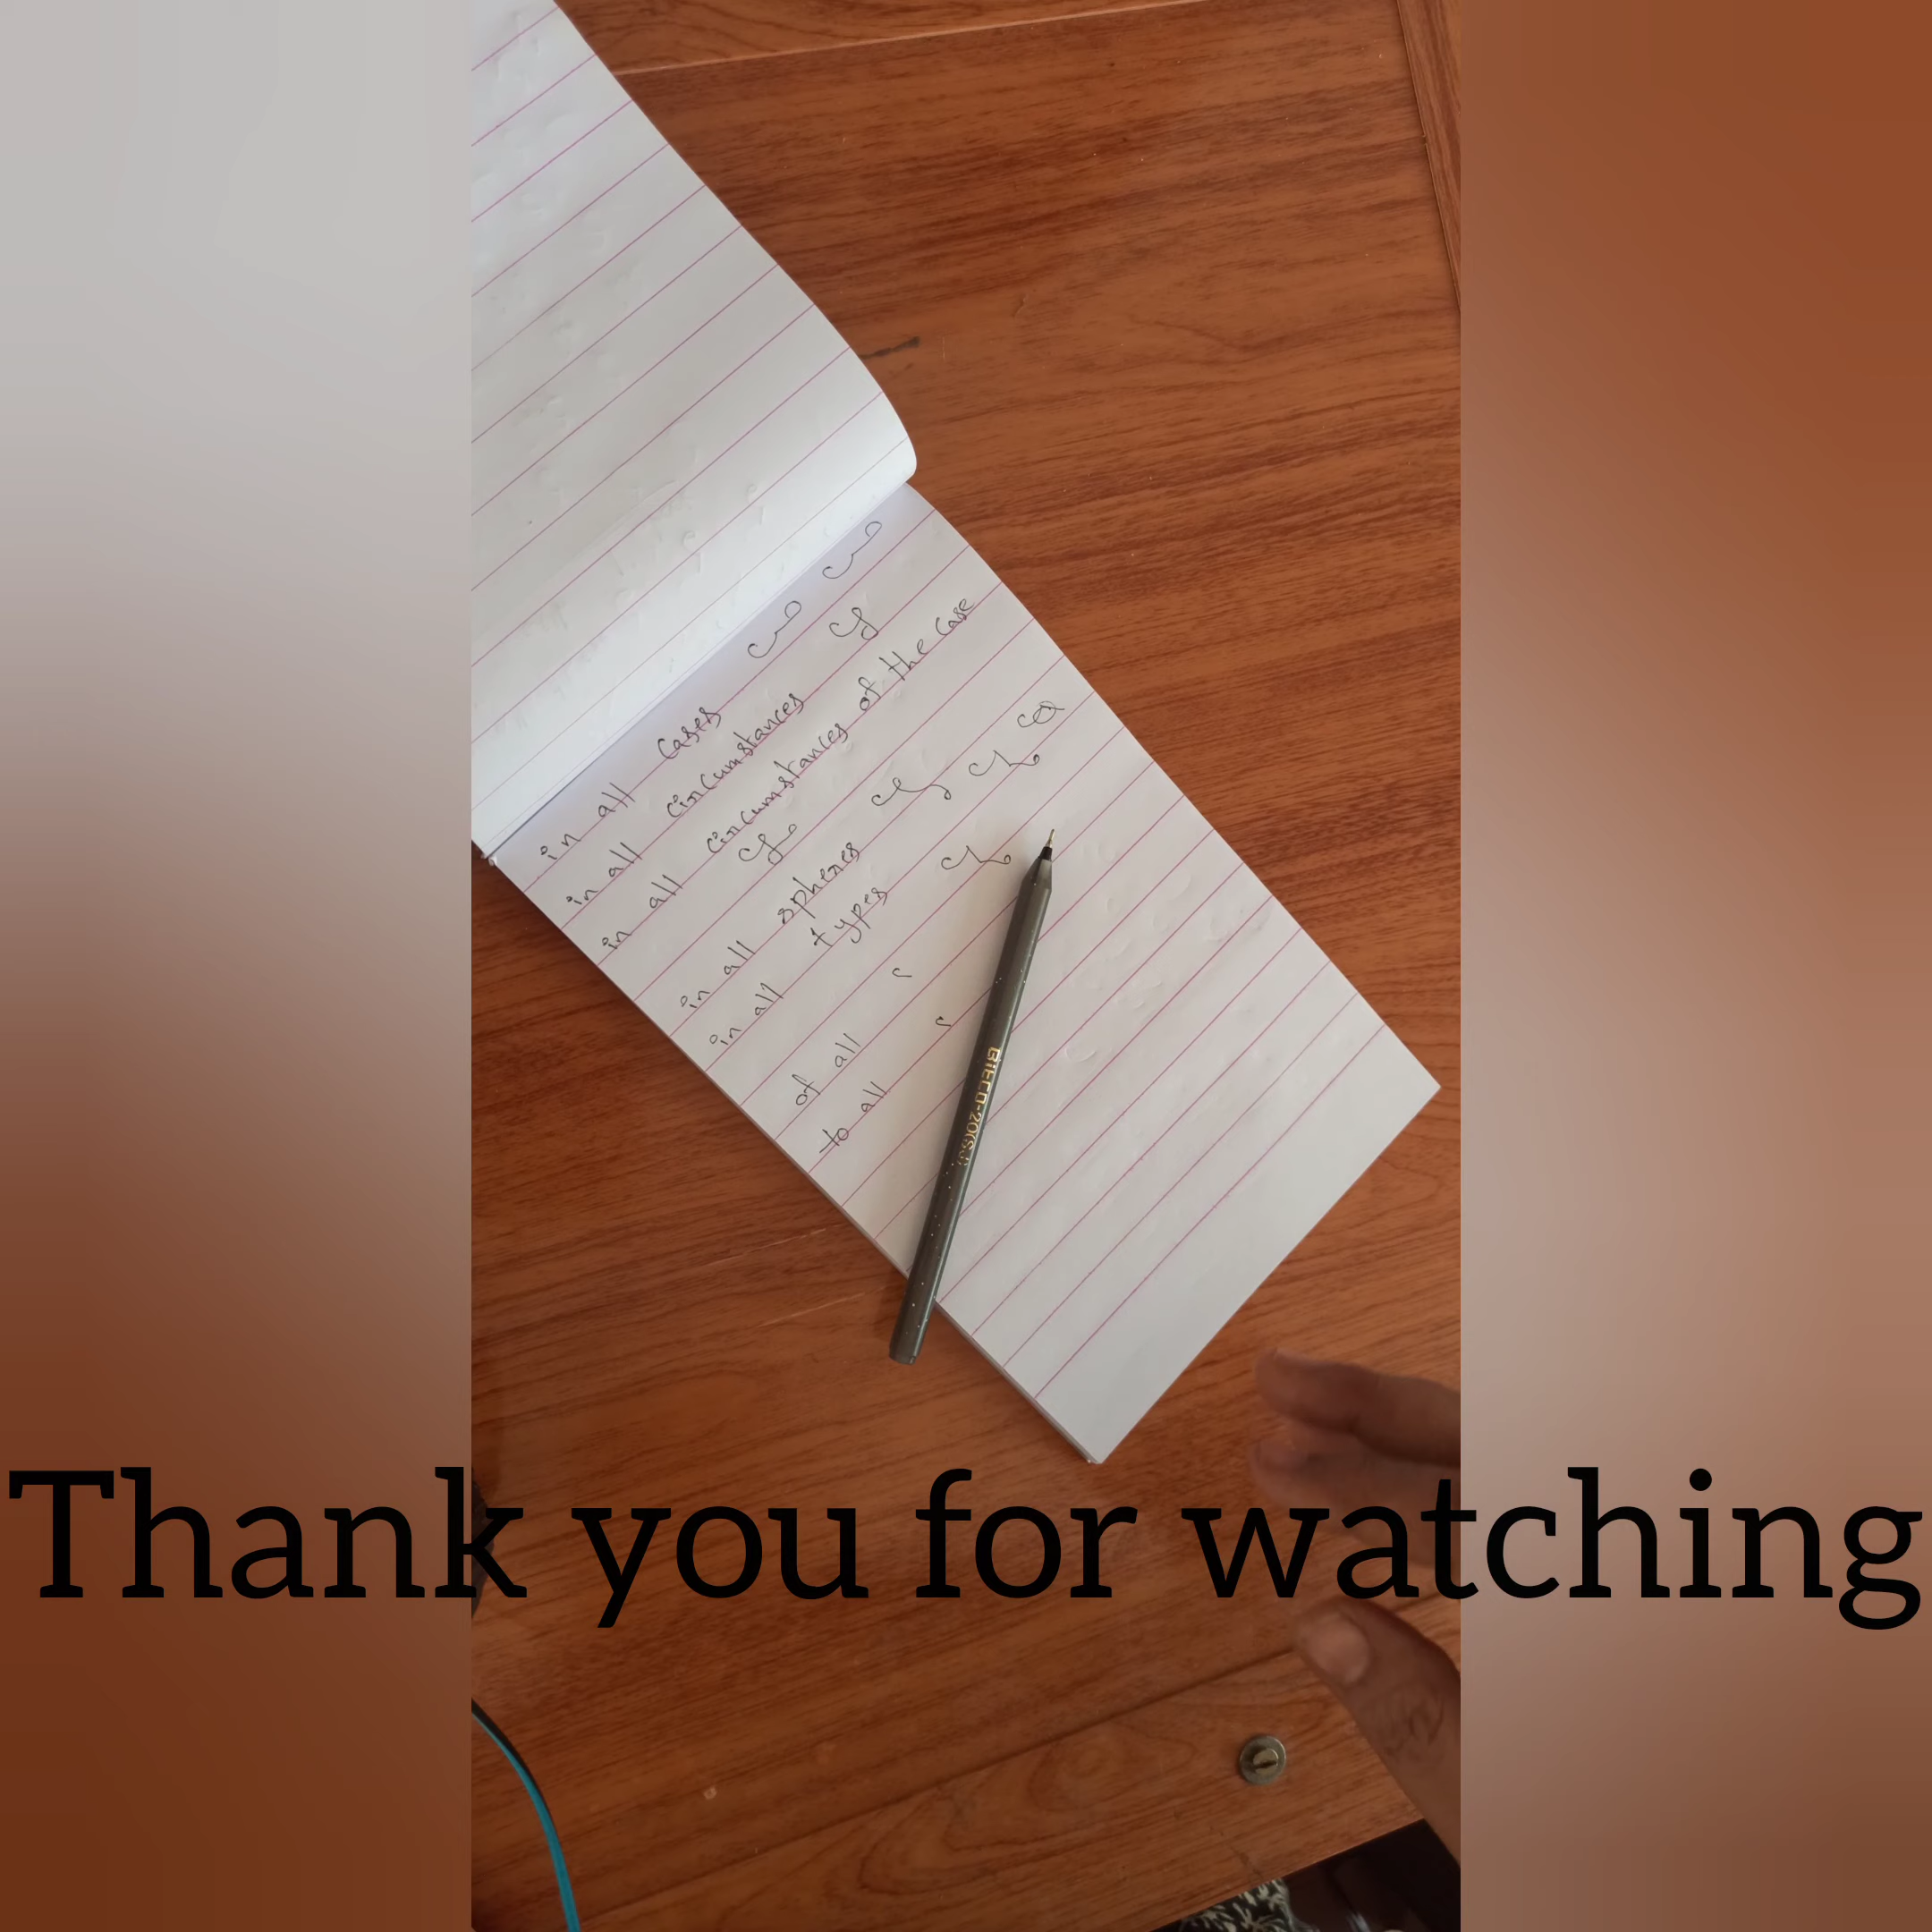 in all cases
in all circumstances
in all circumstances of the case
in all spheres
in all types
of all
to all
Thank you for watching